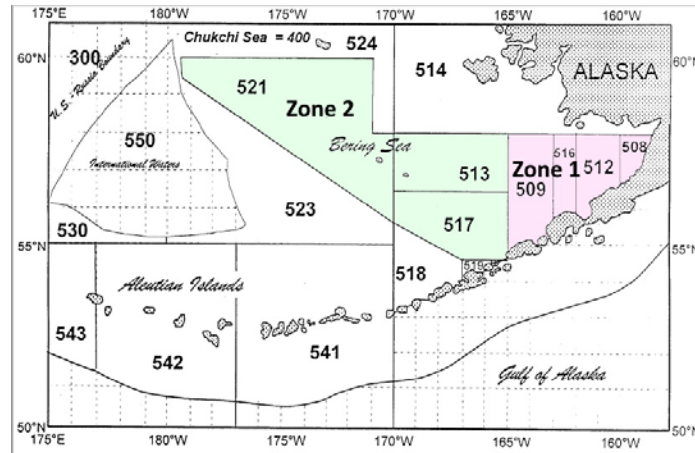 175°E 180°W 175°W 170°W 165°W 160°W
Chukchi Sea = 400
524
60°N
300
U.S. - Russia Boundary
514
ALASKA
60°N
521
Zone 2
550
International Waters
Bering Sea
513
Zone 1
516
508
512
509
523
517
530
55°N
518
519
55°N
Aleutian Islands
543
542
541
Gulf of Alaska
50°N
50°N
175°E 180°W 175°W 170°W 165°W 160°W